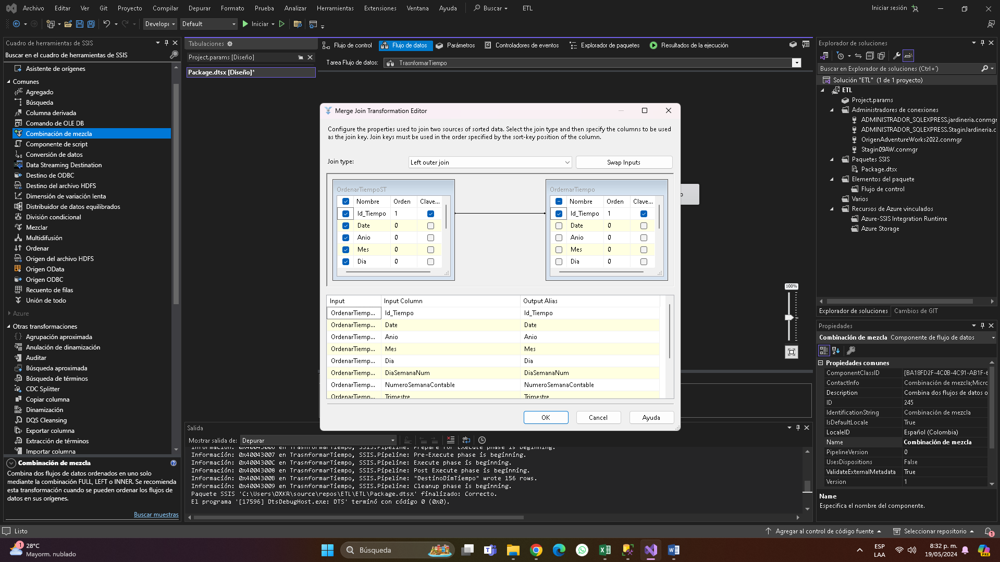 Archivo Editar Ver Git Proyecto Compilar Depurar Formato Prueba Analizar Herramientas Extensiones Ventana Ayuda Buscar ETL Iniciar sesión
Developı Default Iniciar
Cuadro de herramientas de SSIS
Buscar en el cuadro de herramientas de SSIS
Asistente de orígenes
Comunes
Agregado
Búsqueda
Columna derivada
Comando de OLE DB
Combinación de mezcla
Componente de script
Conversión de datos
Data Streaming Destination
Destino de ODBC
Destino del archivo HDFS
Dimensión de variación lenta
Distribuidor de datos equilibrados
División condicional
Mezclar
Multidifusión
Ordenar
Origen del archivo HDFS
Origen OData
Origen ODBC
Recuento de filas
Unión de todo
Azure
Otras transformaciones
Agrupación aproximada
Anulación de dinamización
Auditar
Búsqueda aproximada
Búsqueda de términos
CDC Splitter
Copiar columna
Dinamización
DQS Cleansing
Exportar columna
Extracción de términos
Importar columna
Combinación de mezcla
Combina dos flujos de datos ordenados en uno solo
mediante la combinación FULL, LEFT o INNER. Se recomienda
esta transformación cuando se pueden ordenar los flujos de
datos en sus orígenes.
Buscar muestras
Tabulaciones
Project.params [Diseño]
Package.dtsx [Diseño]*
Flujo de control Flujo de datos Parámetros Controladores de eventos Explorador de paquetes Resultados de la ejecución
Tarea Flujo de datos: TrasnformarTiempo
100%
Merge Join Transformation Editor
Configure the properties used to join two sources of sorted data. Select the join type and then specify the columns to be used
as the join key. Join keys must be used in the order specified by the sort-key position of the column.
Join type: Left outer join Swap Inputs
OrdenarTiempoST
Nombre Orden Clave...
Id_Tiempo 1
Date 0
Anio 0
Mes 0
Dia 0
OrdernarTiempo
Nombre Orden Clave...
Id_Tiempo 1
Date 0
Anio 0
Mes 0
Dia 0
Input Input Column Output Alias
OrdenarTiemp... Id_Tiempo Id_Tiempo
OrdenarTiemp... Date Date
OrdenarTiemp... Anio Anio
OrdenarTiemp... Mes Mes
OrdenarTiemp... Dia Dia
OrdenarTiemp... DiaSemanaNum DiaSemanaNum
OrdenarTiemp... NumeroSemanaContable NumeroSemanaContable
OrdenarTiemp... Trimestre Trimestre
OK Cancel Ayuda
Salida
Mostrar salida de: Depurar
Información: 0x40043006 en TrasnformarTiempo, SSIS.Pipeline: Prepare for Execute phase is beginning.
Información: 0x40043007 en TrasnformarTiempo, SSIS.Pipeline: Pre-Execute phase is beginning.
Información: 0x4004300C en TrasnformarTiempo, SSIS.Pipeline: Execute phase is beginning.
Información: 0x40043008 en TrasnformarTiempo, SSIS.Pipeline: Post Execute phase is beginning.
Información: 0x4004300B en TrasnformarTiempo, SSIS.Pipeline: "DestinoDimTiempo" wrote 156 rows.
Información: 0x40043009 en TrasnformarTiempo, SSIS.Pipeline: Cleanup phase is beginning.
Paquete SSIS 'C:\Users\OXKR\source\repos\ETL\ETL\Package.dtsx' finalizado: Correcto.
El programa '[17596] DtsDebugHost.exe: DTS' terminó con código 0 (0x0).
Explorador de soluciones
Buscar en Explorador de soluciones (Ctrl+´)
Solución "ETL" (1 de 1 proyecto)
ETL
Project.params
Administradores de conexiones
ADMINISTRADOR_SQLEXPRESS.jardineria.conmgr
ADMINISTRADOR_SQLEXPRESS.StaginJardineria.c
OrigenAdventureWorks2022.conmgr
Stagin09AW.conmgr
Paquetes SSIS
Package.dtsx
Elementos del paquete
Flujo de control
Varios
Recursos de Azure vinculados
Azure-SSIS Integration Runtime
Azure Storage
Explorador de soluciones Cambios de GIT
Propiedades
Combinación de mezcla Componente de flujo de datos
Propiedades comunes
ComponentClassID {BA18FD2F-4C0B-4C91-AB1F-6
ContactInfo Combinación de mezcla;Micrc
Description Combina dos flujos de datos o
ID 245
IdentificationString Combinación de mezcla
IsDefaultLocale True
LocaleID Español (Colombia)
Name Combinación de mezcla
PipelineVersion 0
UsesDispositions False
ValidateExternalMetadata True
Version 1
Name
Especifica el nombre del componente.
Listo
Agregar al control de código fuente Seleccionar repositorio 1
1 28°C
Mayorm. nublado
Búsqueda
ESP
LAA
8:32 p. m.
19/05/2024
PRE